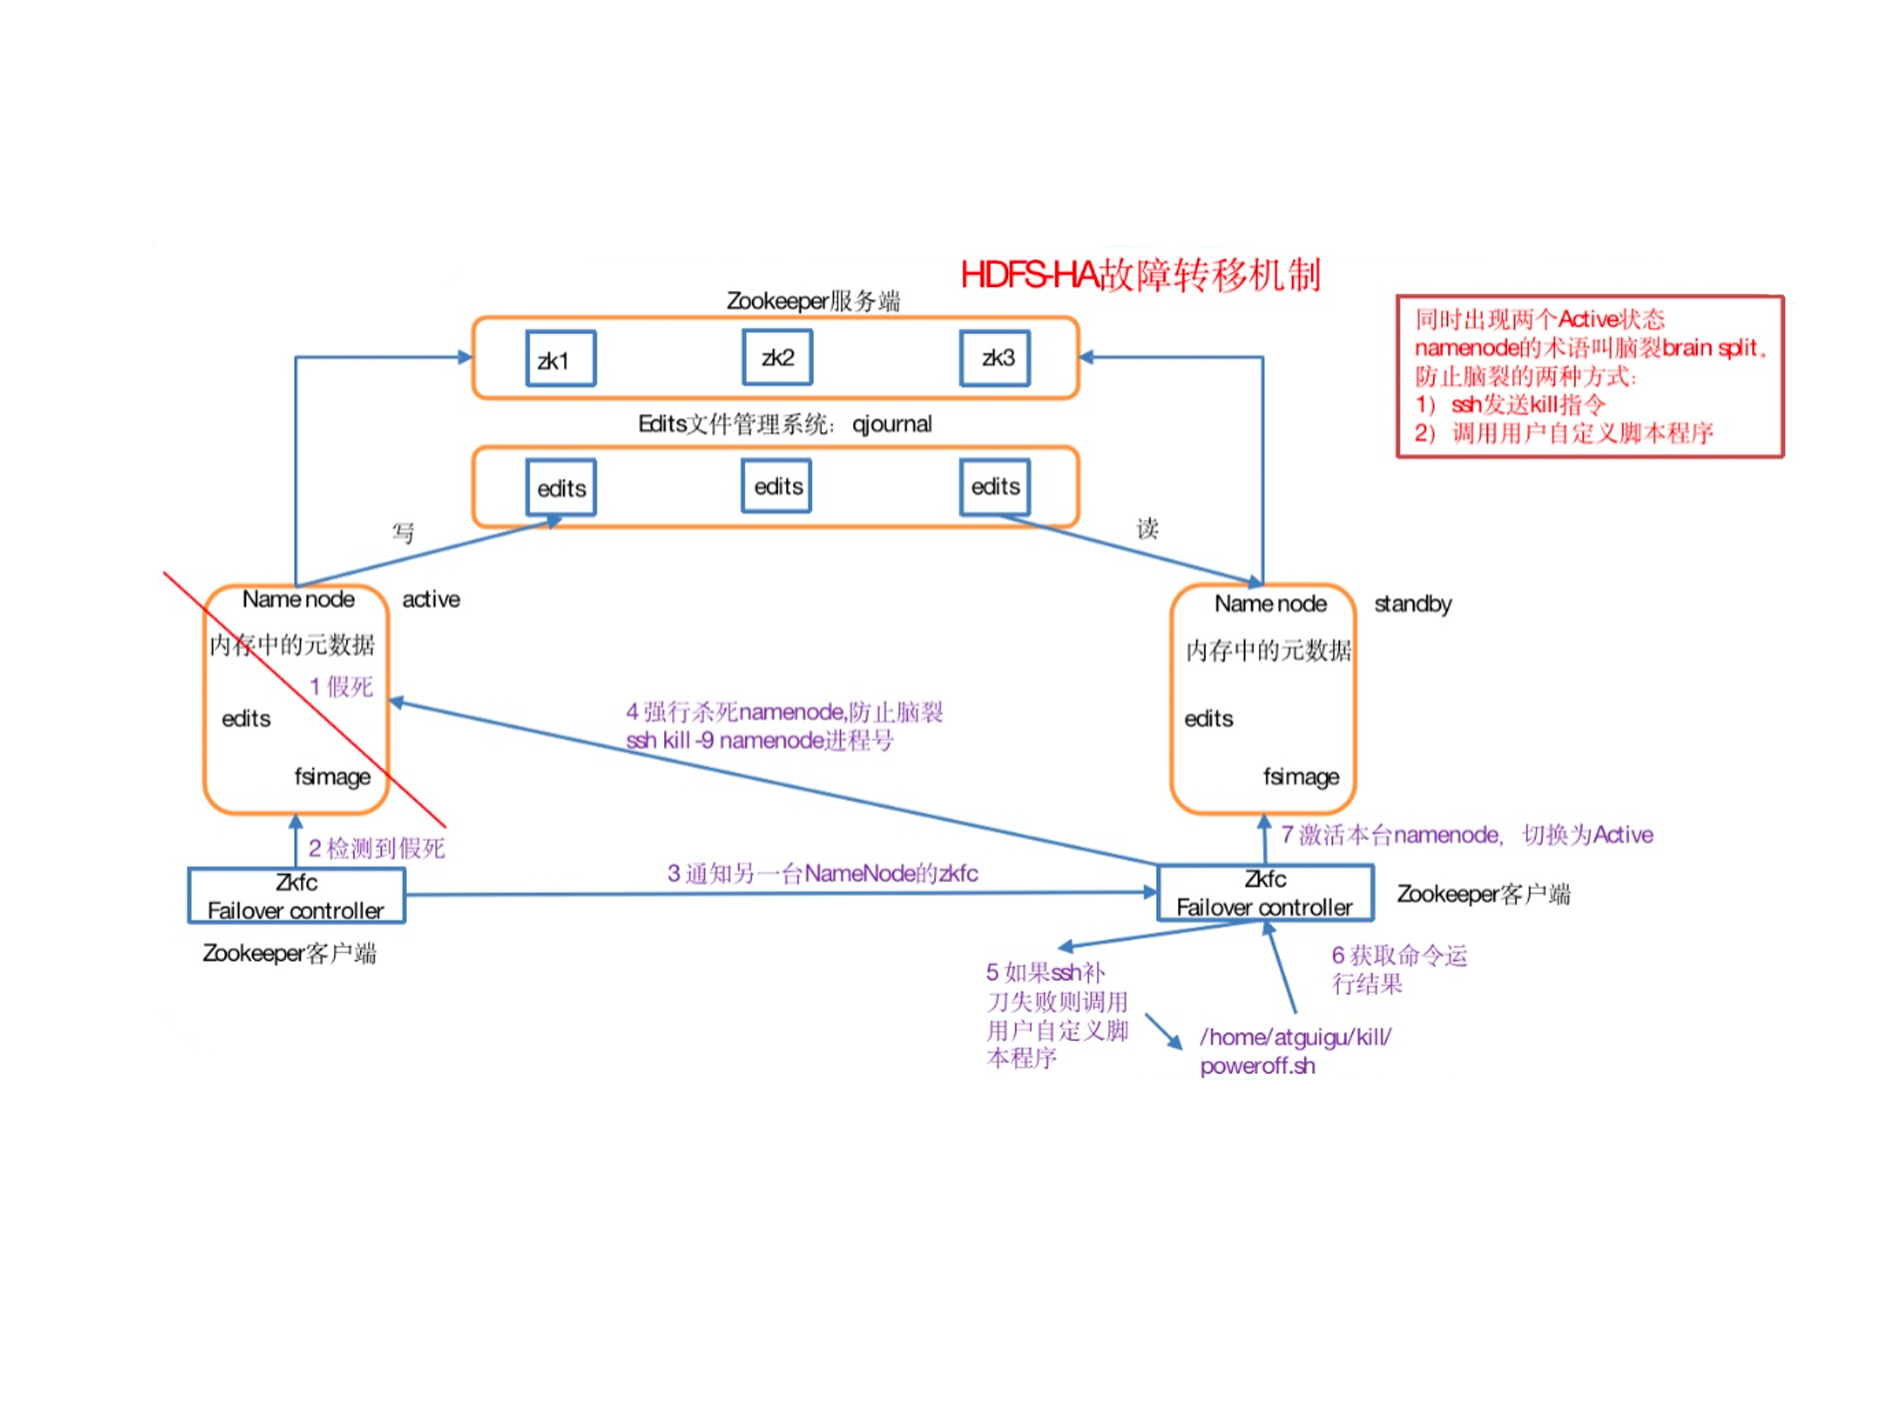 HDFS-HA故障转移机制
Zookeeper服务端
zk1
zk2
zk3
同时出现两个Active状态
namenode的术语叫脑裂brain split。
防止脑裂的两种方式：
1）ssh发送kill指令
2）调用用户自定义脚本程序
Edits文件管理系统：qjournal
edits
edits
edits
写
读
Name node
active
内存中的元数据
1 假死
edits
fsimage
Name node
standby
内存中的元数据
edits
fsimage
4 强行杀死namenode,防止脑裂
ssh kill -9 namenode进程号
2 检测到假死
7 激活本台namenode，切换为Active
3 通知另一台NameNode的zkfc
Zkfc
Failover controller
Zookeeper客户端
Zkfc
Failover controller
Zookeeper客户端
5 如果ssh补
刀失败则调用
用户自定义脚
本程序
6 获取命令运
行结果
/home/atguigu/kill/
poweroff.sh